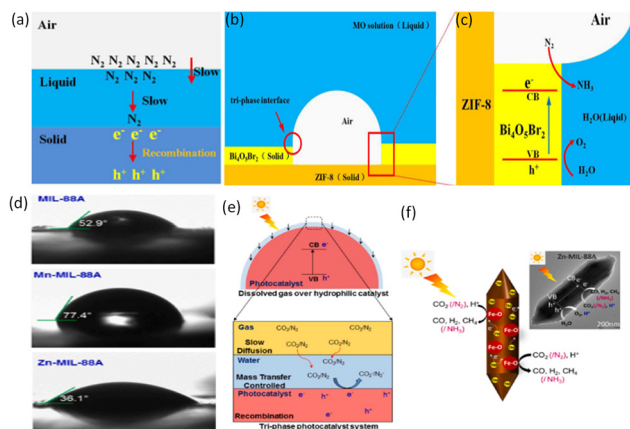 (a)
Air
N₂ N₂ N₂ N₂ N₂
Liquid
N₂ N₂ N₂
Slow
Slow
N₂
Solid
e⁻ e⁻ e⁻
Recombination
h⁺ h⁺ h⁺
(b)
MO solution (Liquid)
tri-phase interface
Air
Bi₄O₅Br₂ (Solid)
ZIF-8 (Solid)
(c)
Air
N₂
NH₃
e⁻
CB
ZIF-8
Bi₄O₅Br₂
H₂O(Liqid)
O₂
VB
h⁺
H₂O
(d)
MIL-88A
52.9°
Mn-MIL-88A
77.4°
Zn-MIL-88A
36.1°
(e)
CB e⁻
VB h⁺
Photocatalyst
Dissolved gas over hydrophilic catalyst
Gas
CO₂/N₂ CO₂/N₂
Slow
Diffusion
CO₂/N₂ CO₂/N₂
Water
CO₂/N₂ CO₂⁻/N₂⁻
Mass Transfer
Controlled
Photocatalyst
e⁻ h⁺ e⁻ e⁻
Recombination
h⁺ e⁻ h⁺
Tri-phase photocatalyst system
(f)
Zn-MIL-88A
CO₂ (/N₂), H⁺
CO, H₂, CH₄
(/ NH₃)
Fe-O
Fe-O
Fe-O
CO₂(/N₂), H⁺
CO, H₂, CH₄
(/NH₃)
CB
VB
H₂O
200nm